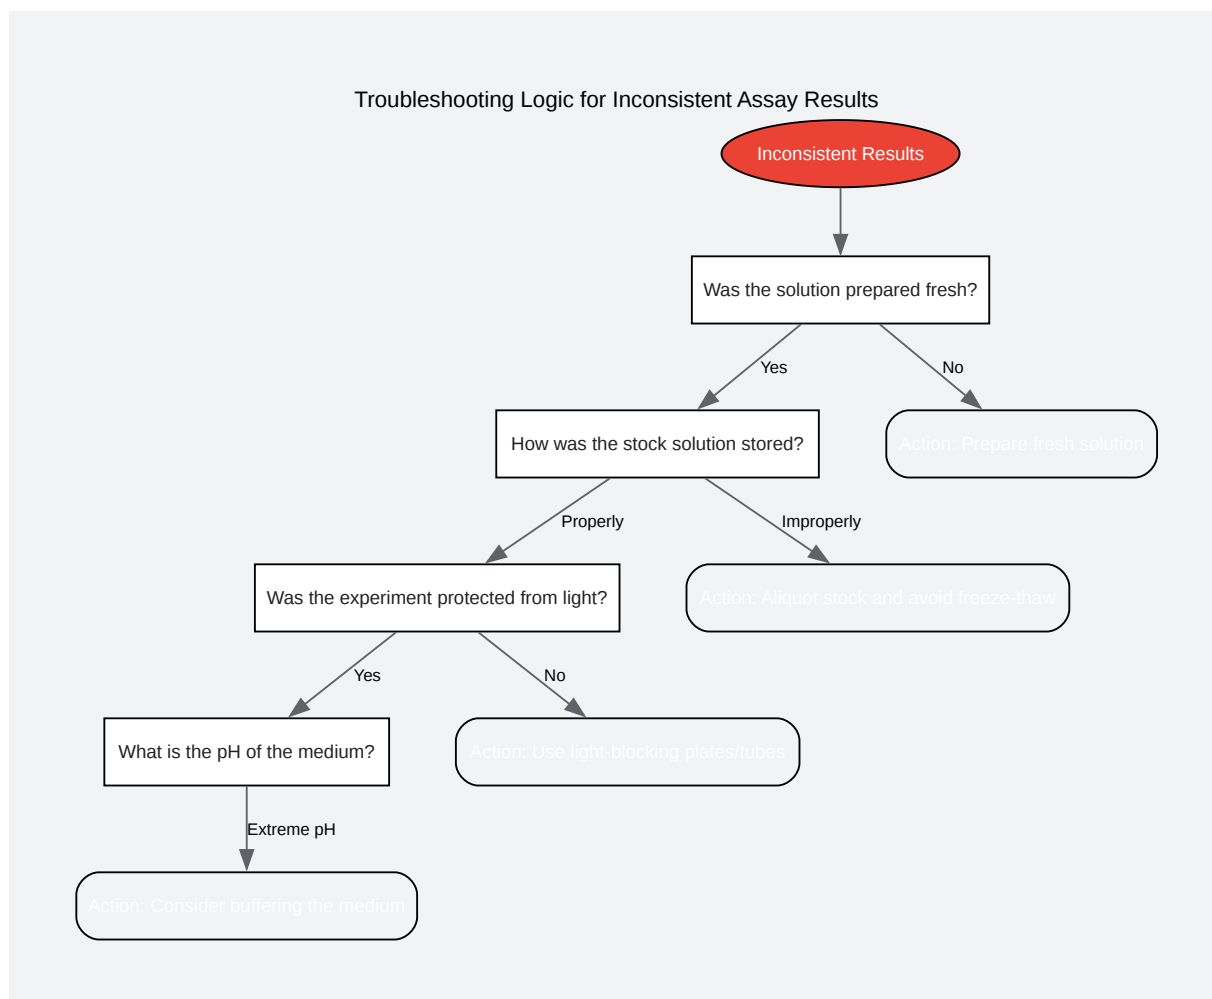 Troubleshooting Logic for Inconsistent Assay Results
Inconsistent Results
Was the solution prepared fresh?
Yes
No
How was the stock solution stored?
Action: Prepare fresh solution
Properly
Improperly
Was the experiment protected from light?
Action: Aliquot stock and avoid freeze-thaw
Yes
No
What is the pH of the medium?
Action: Use light-blocking plates/tubes
Extreme pH
Action: Consider buffering the medium